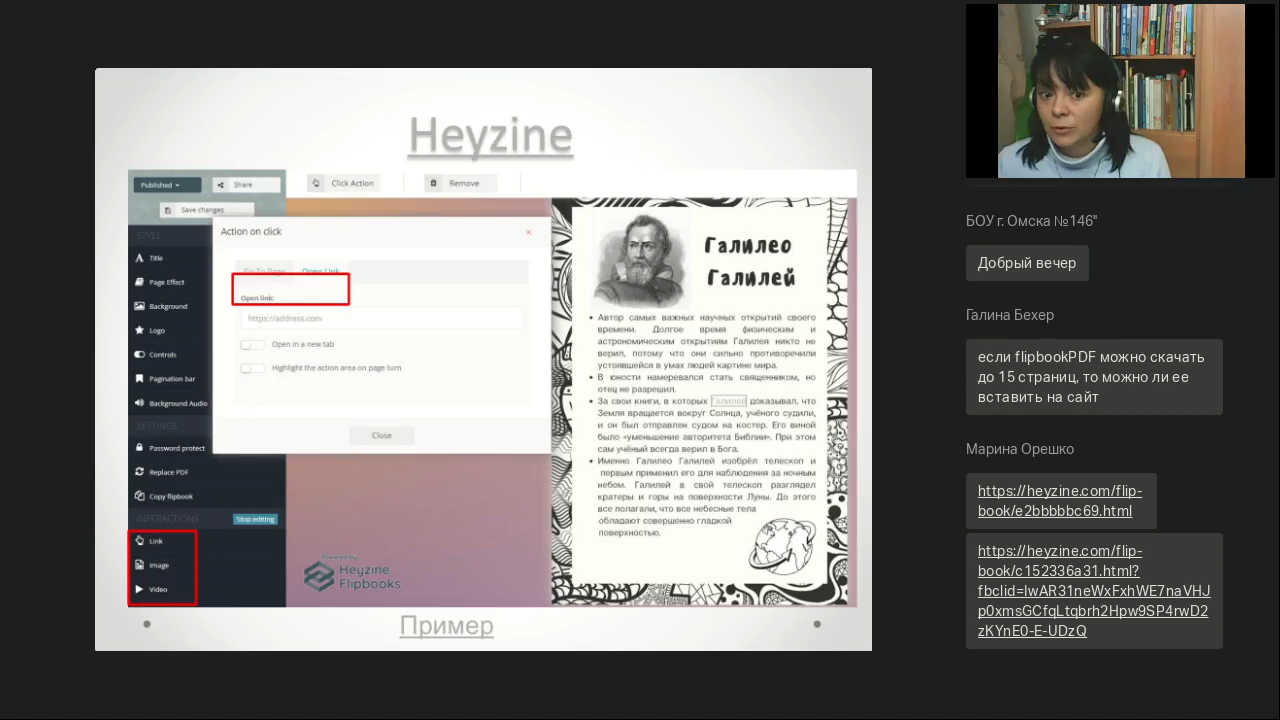 Heyzine
Published
Share
Click Action
Remove
Save changes
STYLE
Title
Page Effect
Background
Logo
Controls
Pagination bar
Background Audio
SETTINGS
Password protect
Replace PDF
Copy flipbook
INTERACTIONS
Stop editing
Link
Image
Video
Action on click
Go To Page
Open Link
Open link:
https://address.com
Open in a new tab
Highlight the action area on page turn
Close
Powered by
Heyzine
Flipbooks
Галилео
Галилей
• Автор самых важных научных открытий своего
времени. Долгое время физическим и
астрономическим открытиям Галилея никто не
верил, потому что они сильно противоречили
устоявшейся в умах людей картине мира.
• В юности намеревался стать священником, но
отец не разрешил.
• За свои книги, в которых Галилей доказывал, что
Земля вращается вокруг Солнца, учёного судили,
и он был отправлен судом на костер. Его виной
было «уменьшение авторитета Библии». При этом
сам учёный всегда верил в Бога.
• Именно Галилео Галилей изобрёл телескоп и
первым применил его для наблюдения за ночным
небом. Галилей в свой телескоп разглядел
кратеры и горы на поверхности Луны. До этого
все полагали, что все небесные тела
обладают совершенно гладкой
поверхностью.
Пример
БОУ г. Омска №146"
Добрый вечер
Галина Бехер
если flipbookPDF можно скачать
до 15 страниц, то можно ли ее
вставить на сайт
Марина Орешко
https://heyzine.com/flip-
book/e2bbbbbc69.html
https://heyzine.com/flip-
book/c152336a31.html?
fbclid=IwAR31neWxFxhWE7naVHJ
p0xmsGCfqLtqbrh2Hpw9SP4rwD2
zKYnE0-E-UDzQ